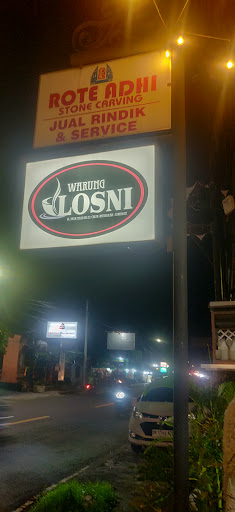 ROTE ADHI
STONE CARVING
JUAL RINDIK
& SERVICE
WARUNG
LOSNI